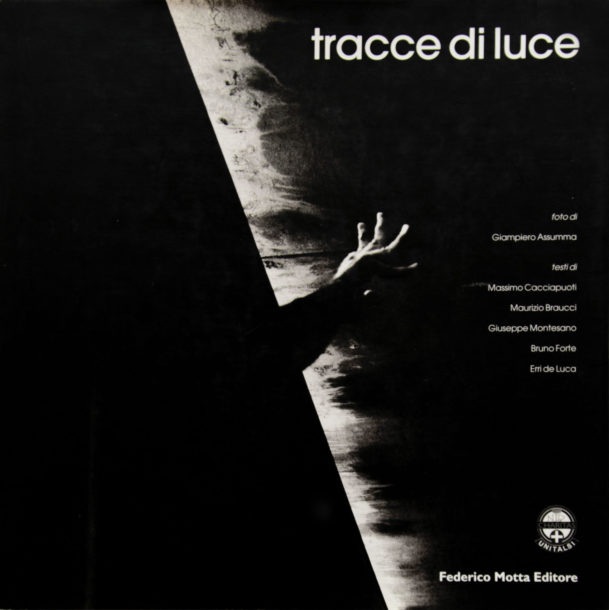 tracce di luce
foto di
Giampiero Assumma
testi di
Massimo Cacciapuoti
Maurizio Braucci
Giuseppe Montesano
Bruno Forte
Erri de Luca
CHARITAS
UNITALSI
Federico Motta Editore